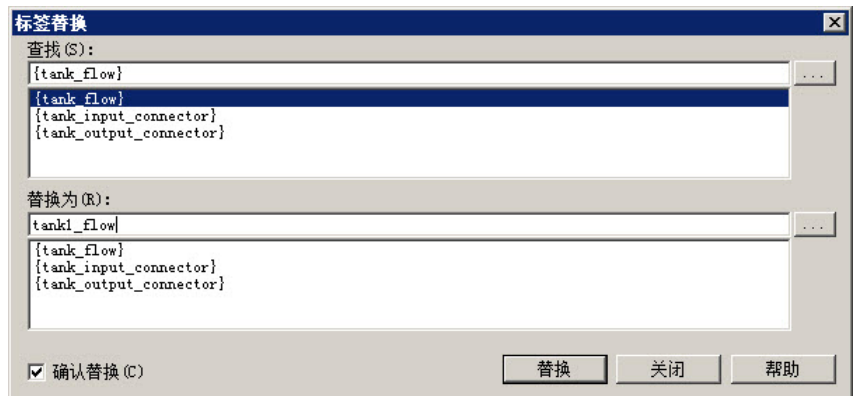 标签替换
查找(S):
{tank_flow}
...
{tank_flow}
{tank_input_connector}
{tank_output_connector}
替换为(R):
tank1_flow
...
{tank_flow}
{tank_input_connector}
{tank_output_connector}
确认替换(C)
替换
关闭
帮助